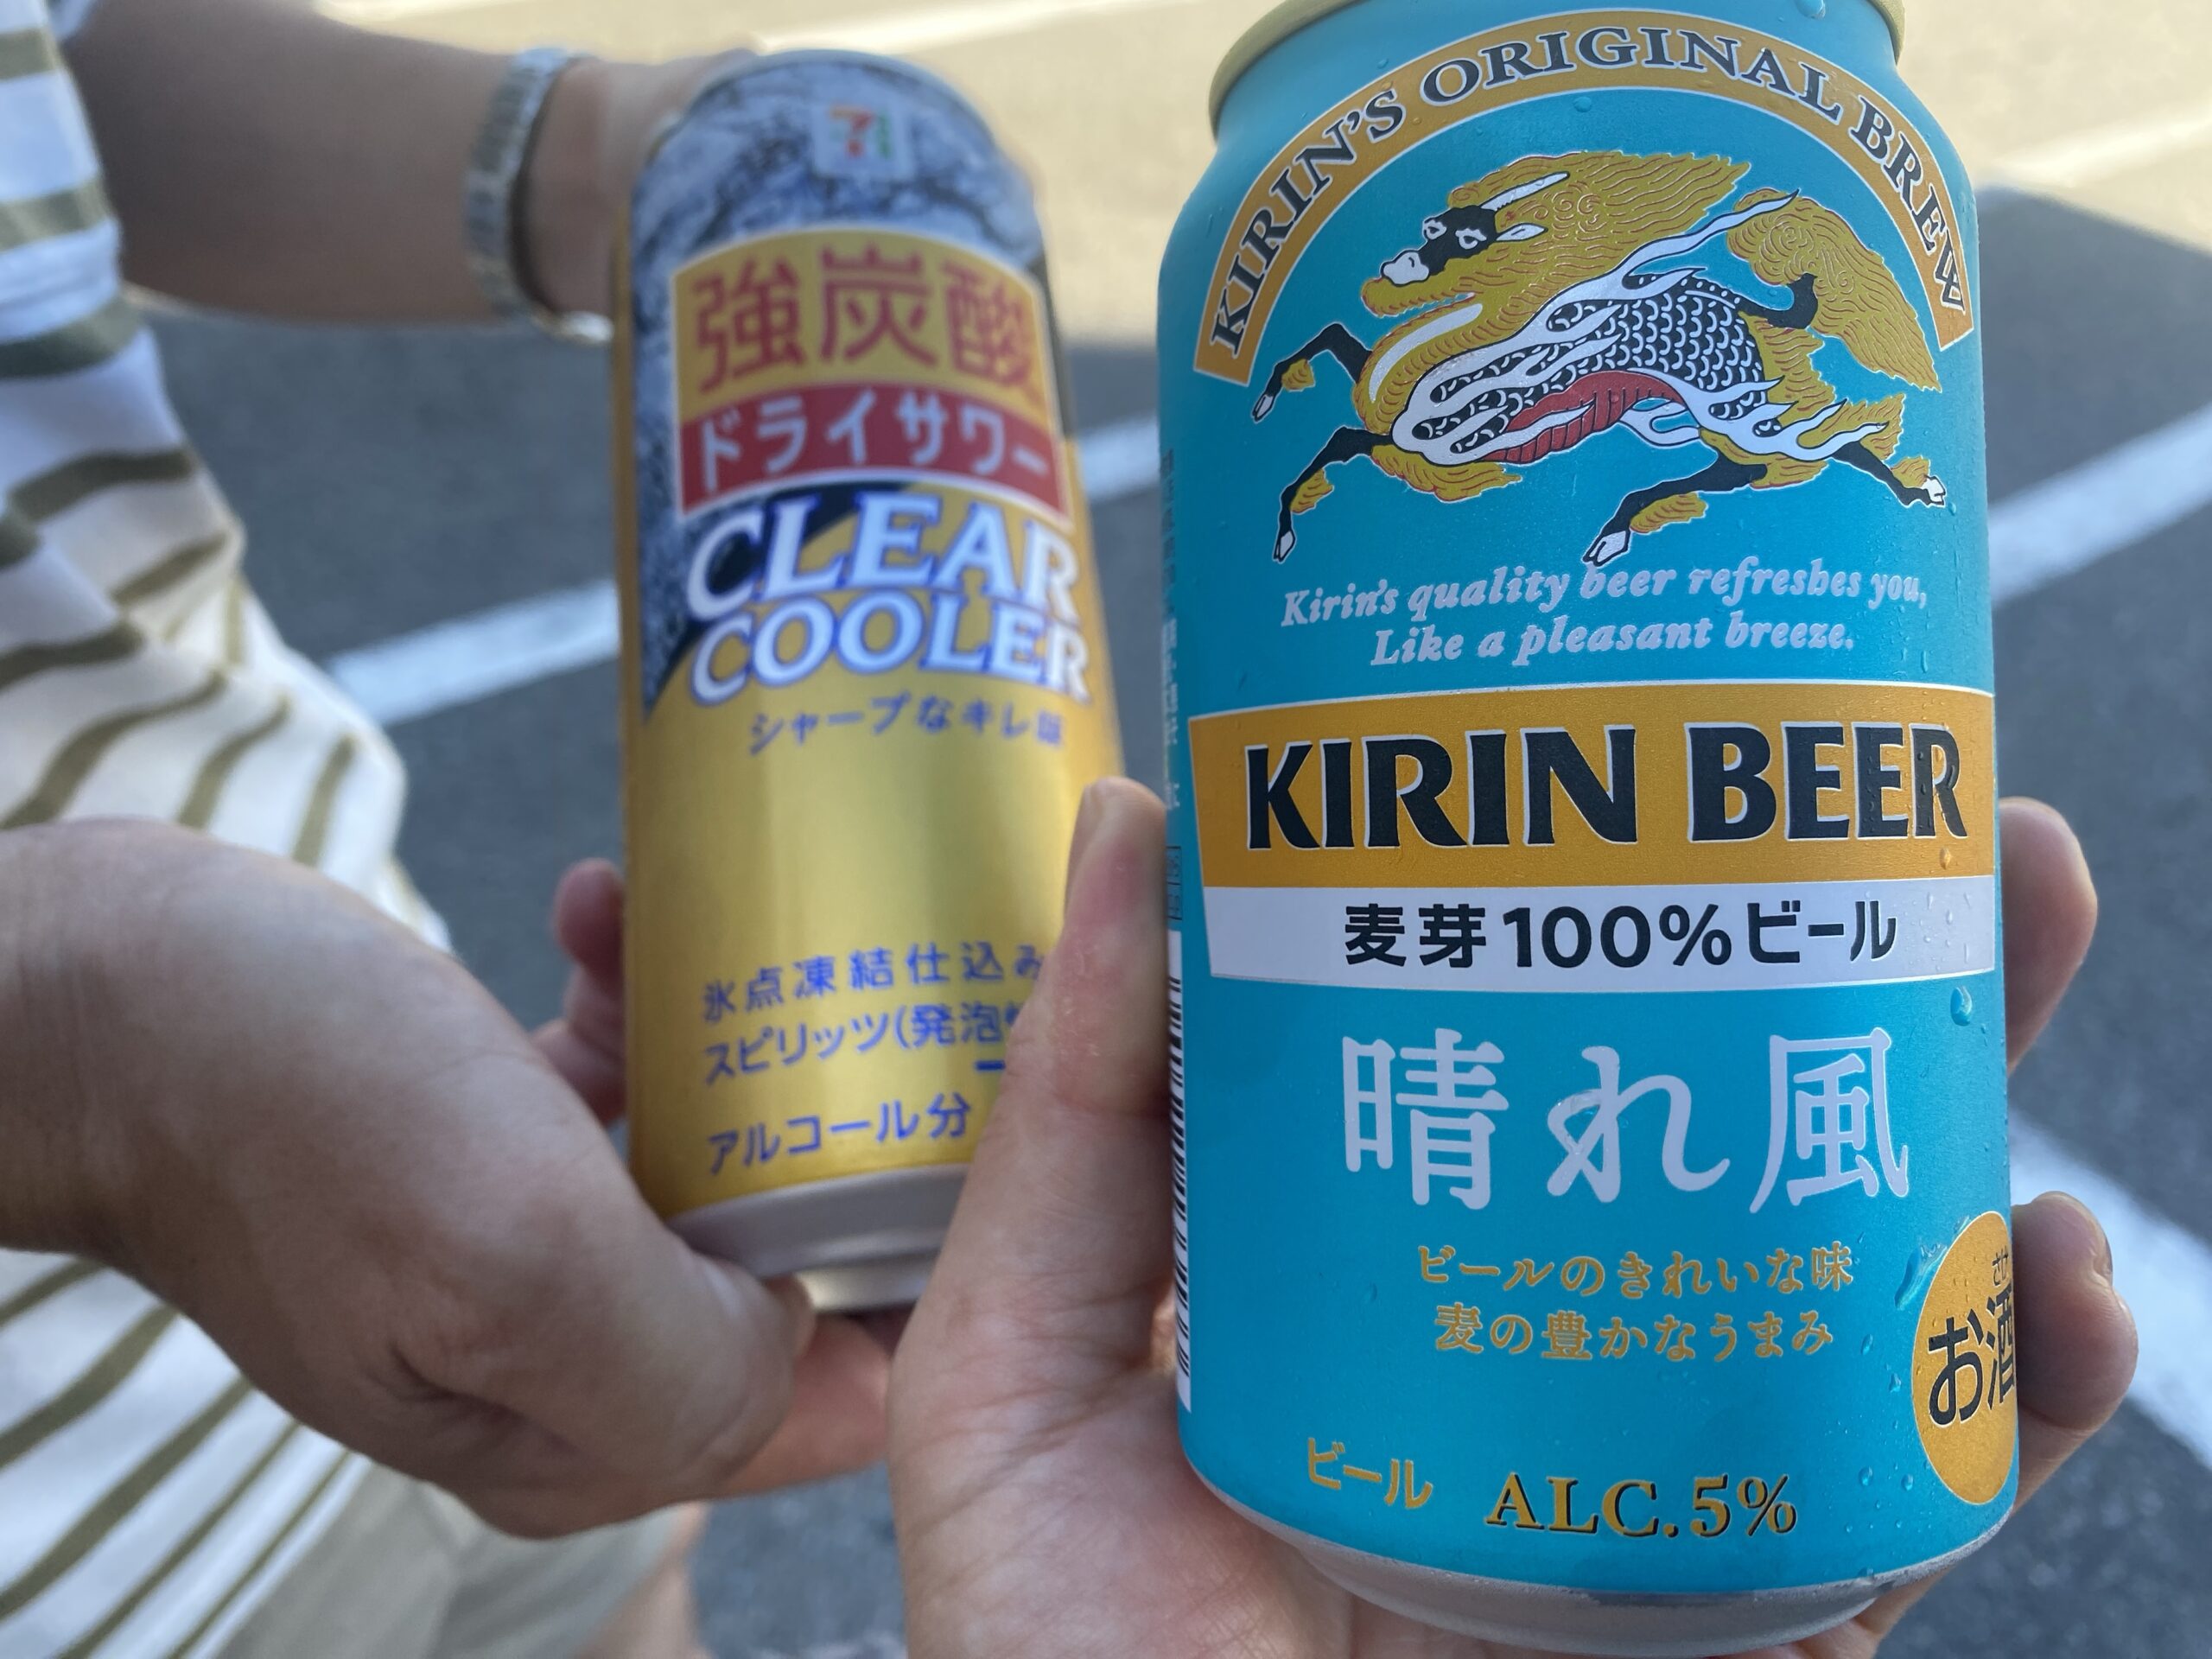 7
強炭酸
ドライサワー
CLEAR
COOLER
シャープなキレ味
氷点凍結仕込み
スピリッツ(発泡
アルコール分
KIRIN'S ORIGINAL BREW
Kirin's quality beer refreshes you,
Like a pleasant breeze.
KIRIN BEER
麦芽100%ビール
晴れ風
ビールのきれいな味
麦の豊かなうまみ
お酒
ビール ALC.5%